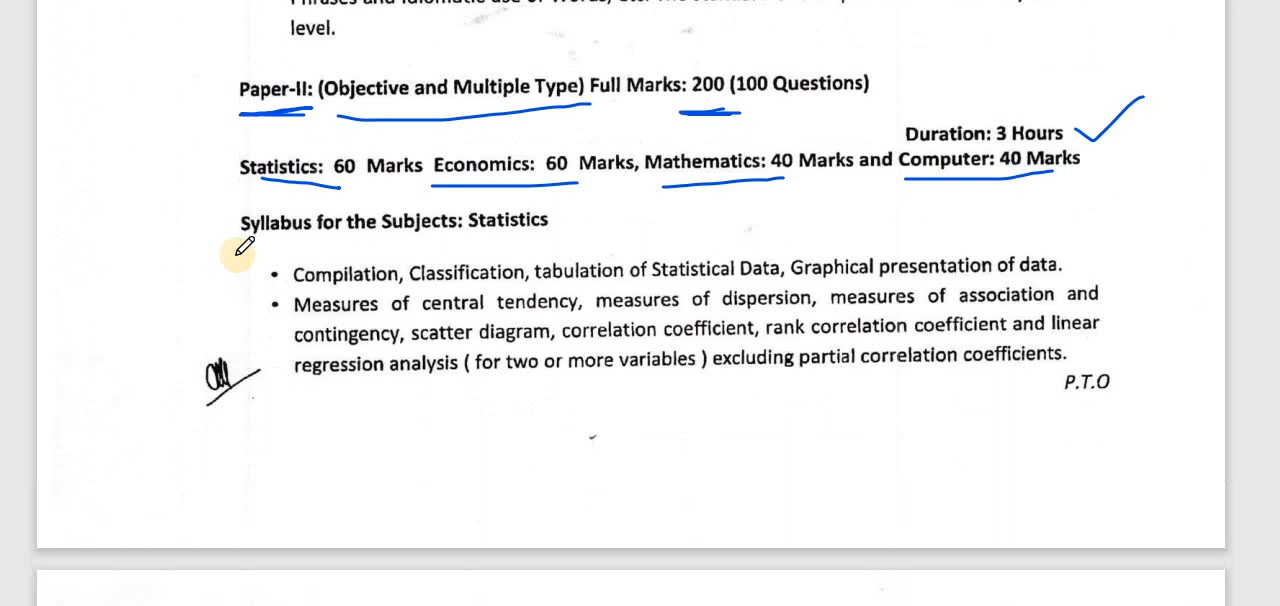 level.
Paper-II: (Objective and Multiple Type) Full Marks: 200 (100 Questions)
Duration: 3 Hours
Statistics: 60 Marks Economics: 60 Marks, Mathematics: 40 Marks and Computer: 40 Marks
Syllabus for the Subjects: Statistics
• Compilation, Classification, tabulation of Statistical Data, Graphical presentation of data.
• Measures of central tendency, measures of dispersion, measures of association and
contingency, scatter diagram, correlation coefficient, rank correlation coefficient and linear
regression analysis ( for two or more variables ) excluding partial correlation coefficients.
P.T.O